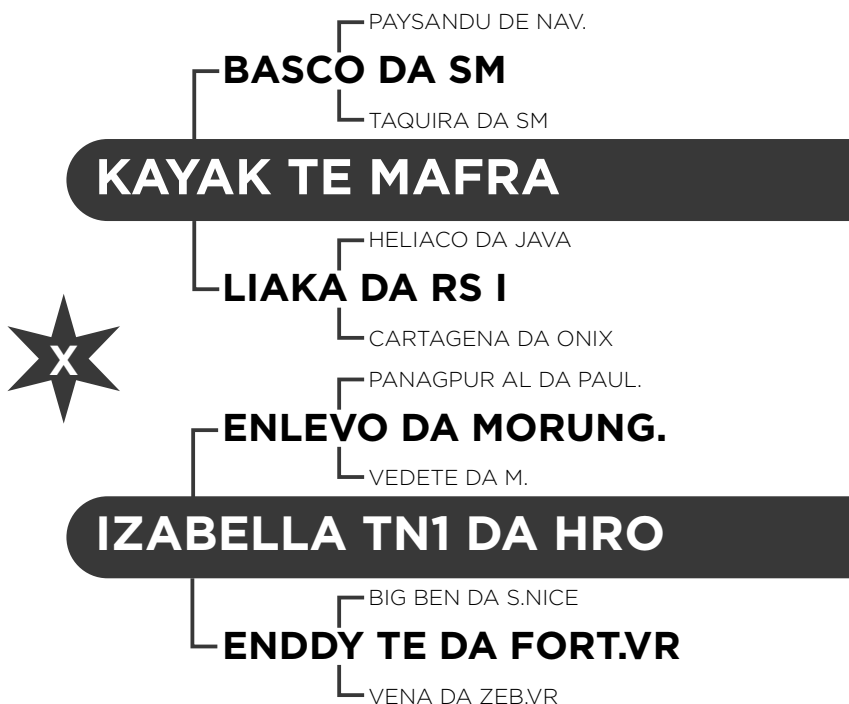 PAYSANDU DE NAV.
BASCO DA SM
TAQUIRA DA SM
KAYAK TE MAFRA
HELIACO DA JAVA
LIAKA DA RS I
CARTAGENA DA ONIX
X
PANAGPUR AL DA PAUL.
ENLEVO DA MORUNG.
VEDETE DA M.
IZABELLA TN1 DA HRO
BIG BEN DA S.NICE
ENDDY TE DA FORT.VR
VENA DA ZEB.VR